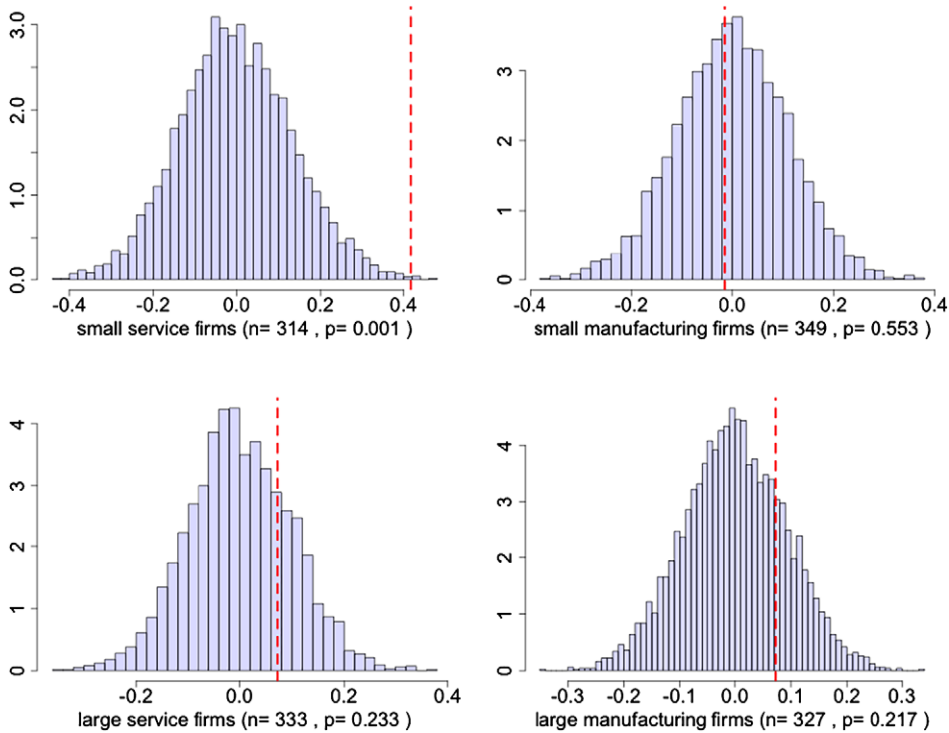 3.0
2.0
1.0
0.0
-0.4 -0.2 0.0 0.2 0.4
small service firms (n= 314 , p= 0.001 )
3
2
1
0
-0.4 -0.2 0.0 0.2 0.4
small manufacturing firms (n= 349 , p= 0.553 )
4
3
2
1
0
-0.2 0.0 0.2 0.4
large service firms (n= 333 , p= 0.233 )
4
3
2
1
0
-0.3 -0.2 -0.1 0.0 0.1 0.2 0.3
large manufacturing firms (n= 327 , p= 0.217 )